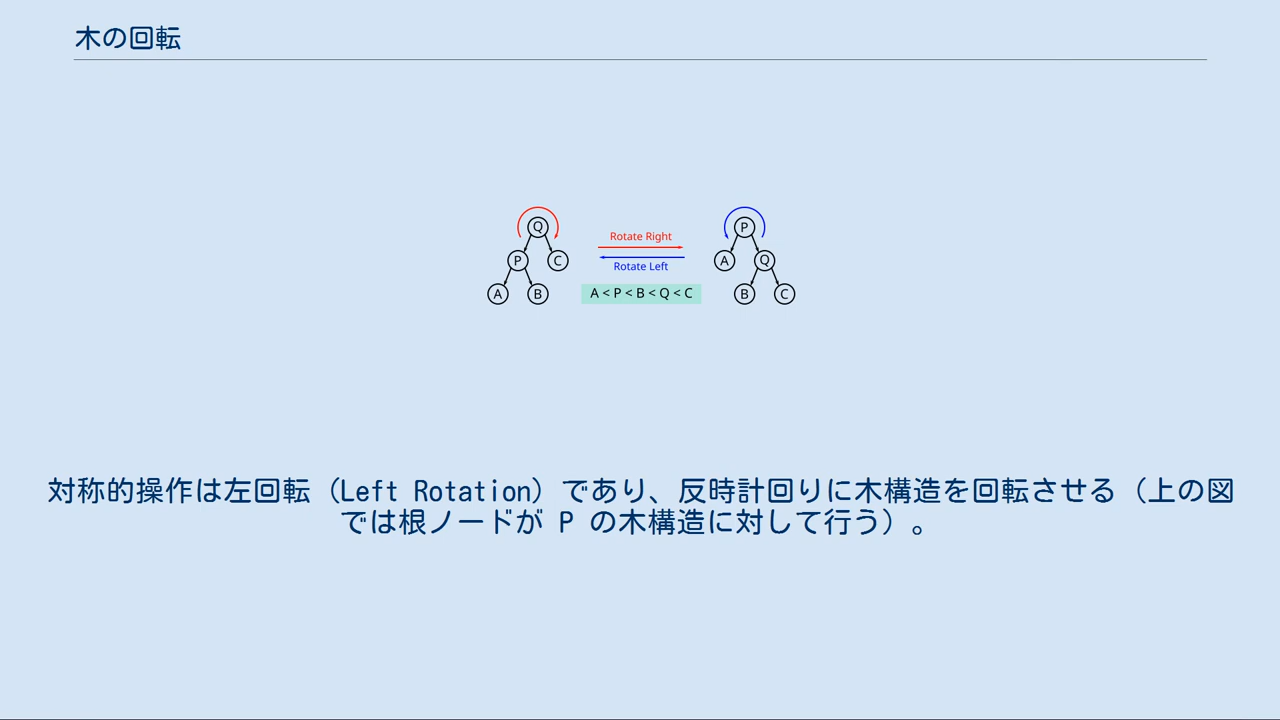 木の回転
Q
P
C
A
B
Rotate Right
Rotate Left
A < P < B < Q < C
P
A
Q
B
C
対称的操作は左回転（Left Rotation）であり、反時計回りに木構造を回転させる（上の図
では根ノードが P の木構造に対して行う）。